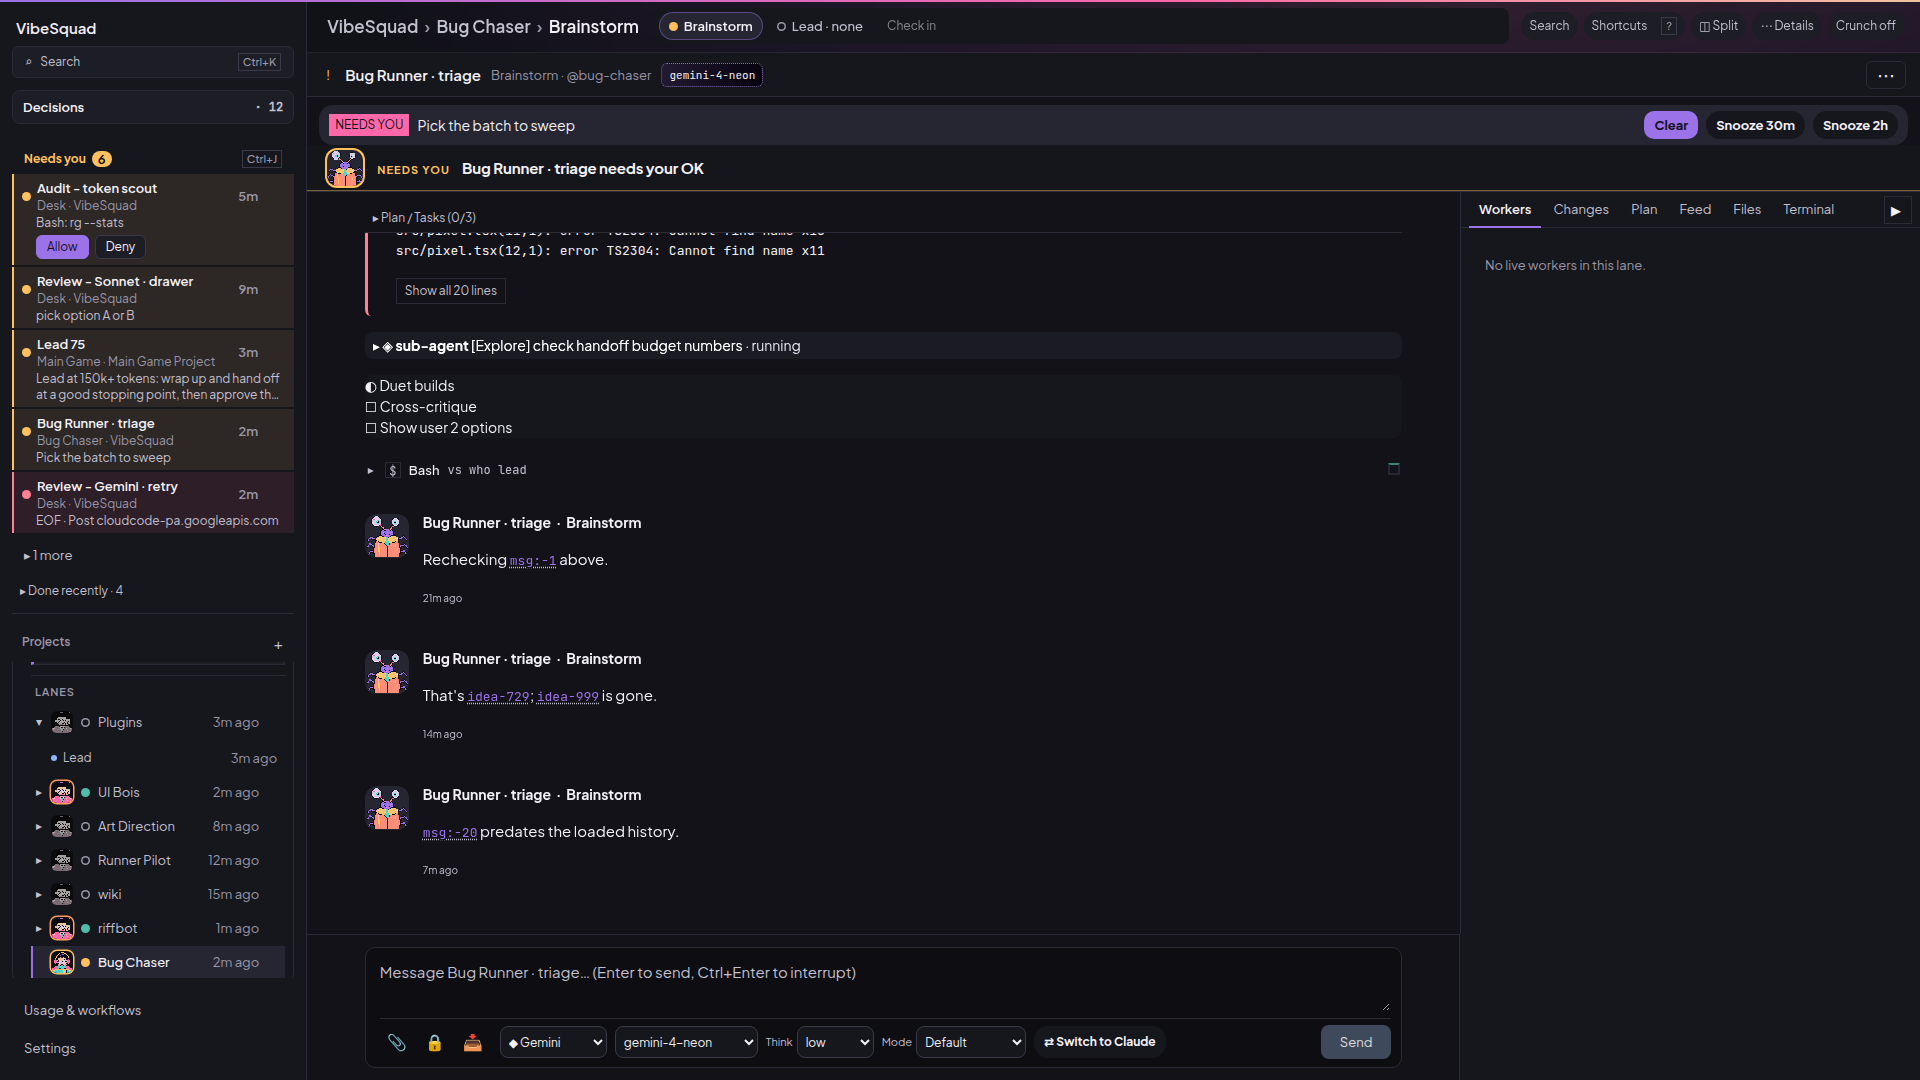 VibeSquad
Search
Ctrl+K
Decisions
· 12
Needs you 6
Ctrl+J
Audit – token scout
5m
Desk · VibeSquad
Bash: rg --stats
Allow
Deny
Review – Sonnet · drawer
9m
Desk · VibeSquad
pick option A or B
Lead 75
3m
Main Game · Main Game Project
Lead at 150k+ tokens: wrap up and hand off
at a good stopping point, then approve th…
Bug Runner · triage
2m
Bug Chaser · VibeSquad
Pick the batch to sweep
Review – Gemini · retry
2m
Desk · VibeSquad
EOF · Post cloudcode-pa.googleapis.com
▸ 1 more
▸ Done recently · 4
Projects
+
LANES
▾ Plugins 3m ago
Lead 3m ago
▸ UI Bois 2m ago
▸ Art Direction 8m ago
▸ Runner Pilot 12m ago
▸ wiki 15m ago
▸ riffbot 1m ago
Bug Chaser 2m ago
Usage & workflows
Settings
VibeSquad › Bug Chaser › Brainstorm
Brainstorm
Lead · none
Check in
Search
Shortcuts ?
Split
⋯ Details
Crunch off
! Bug Runner · triage Brainstorm · @bug-chaser gemini-4-neon
⋯
NEEDS YOU Pick the batch to sweep
Clear
Snooze 30m
Snooze 2h
NEEDS YOU Bug Runner · triage needs your OK
▸ Plan / Tasks (0/3)
src/pixel.tsx(12,1): error TS2304: Cannot find name x11
Show all 20 lines
▸ ◈ sub-agent [Explore] check handoff budget numbers · running
◐ Duet builds
☐ Cross-critique
☐ Show user 2 options
▸ $ Bash vs who lead
Bug Runner · triage · Brainstorm
Rechecking msg:-1 above.
21m ago
Bug Runner · triage · Brainstorm
That's idea-729; idea-999 is gone.
14m ago
Bug Runner · triage · Brainstorm
msg:-20 predates the loaded history.
7m ago
Message Bug Runner · triage… (Enter to send, Ctrl+Enter to interrupt)
◆ Gemini
gemini-4-neon
Think
low
Mode
Default
⇄ Switch to Claude
Send
Workers
Changes
Plan
Feed
Files
Terminal
▶
No live workers in this lane.